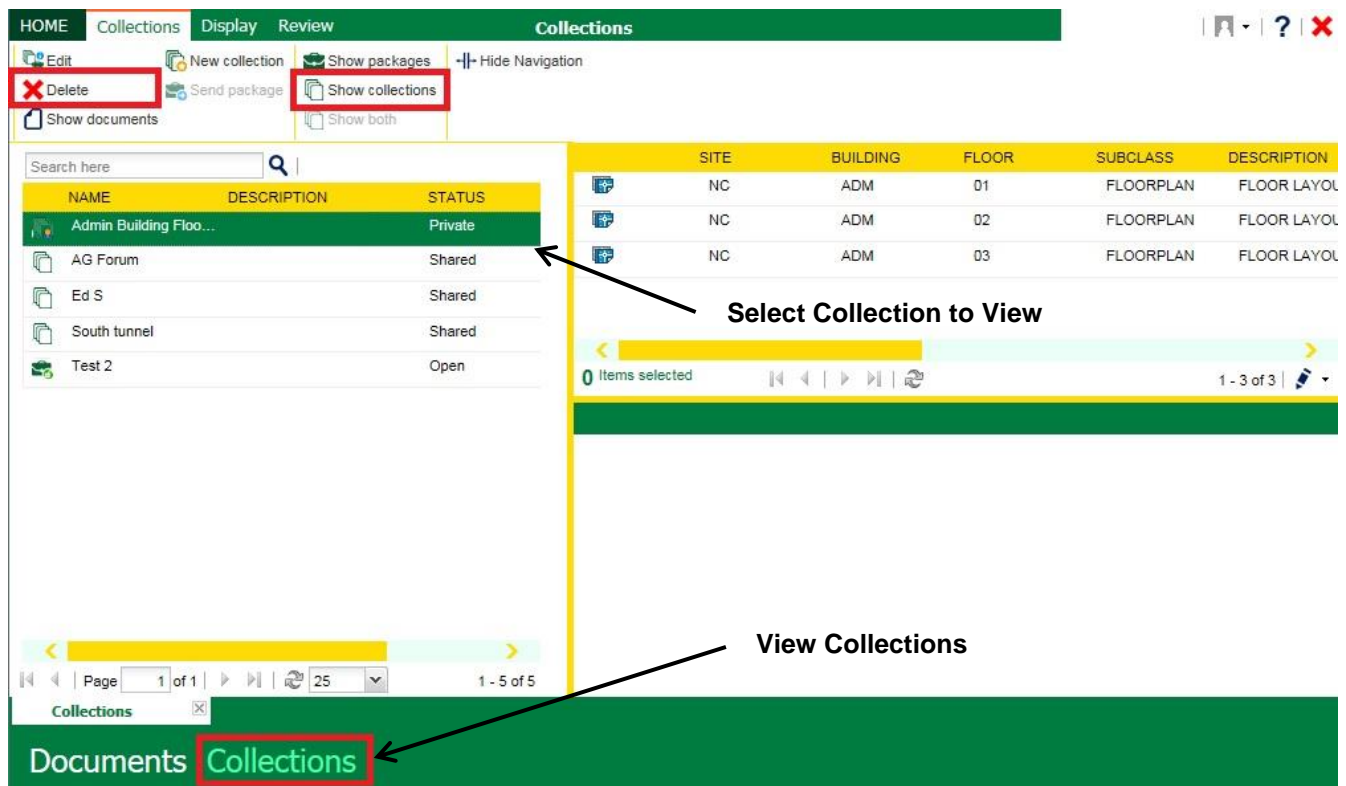 HOME Collections Display Review Collections ?
Edit New collection Show packages Hide Navigation
Delete Send package Show collections
Show documents Show both
Search here
SITE BUILDING FLOOR SUBCLASS DESCRIPTION
NAME DESCRIPTION STATUS
NC ADM 01 FLOORPLAN FLOOR LAYOU
Admin Building Floo... Private
NC ADM 02 FLOORPLAN FLOOR LAYOU
AG Forum Shared
NC ADM 03 FLOORPLAN FLOOR LAYOU
Ed S Shared
Select Collection to View
South tunnel Shared
Test 2 Open
0 Items selected 1 - 3 of 3
View Collections
Page 1 of 1 25 1 - 5 of 5
Collections
Documents Collections